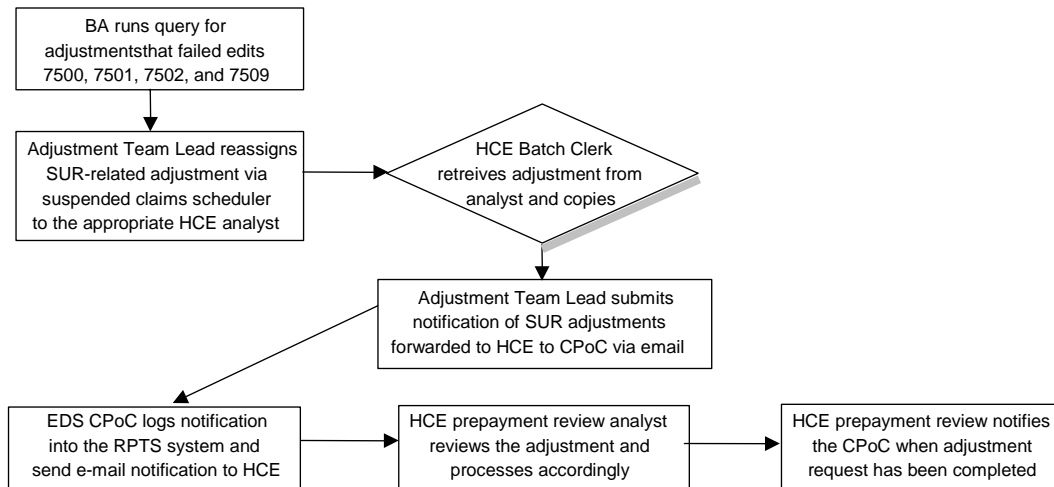 BA runs query for
adjustmentsthat failed edits
7500, 7501, 7502, and 7509
Adjustment Team Lead reassigns
SUR-related adjustment via
suspended claims scheduler
to the appropriate HCE analyst
HCE Batch Clerk
retreives adjustment from
analyst and copies
Adjustment Team Lead submits
notification of SUR adjustments
forwarded to HCE to CPoC via email
EDS CPoC logs notification
into the RPTS system and
send e-mail notification to HCE
HCE prepayment review analyst
reviews the adjustment and
processes accordingly
HCE prepayment review notifies
the CPoC when adjustment
request has been completed